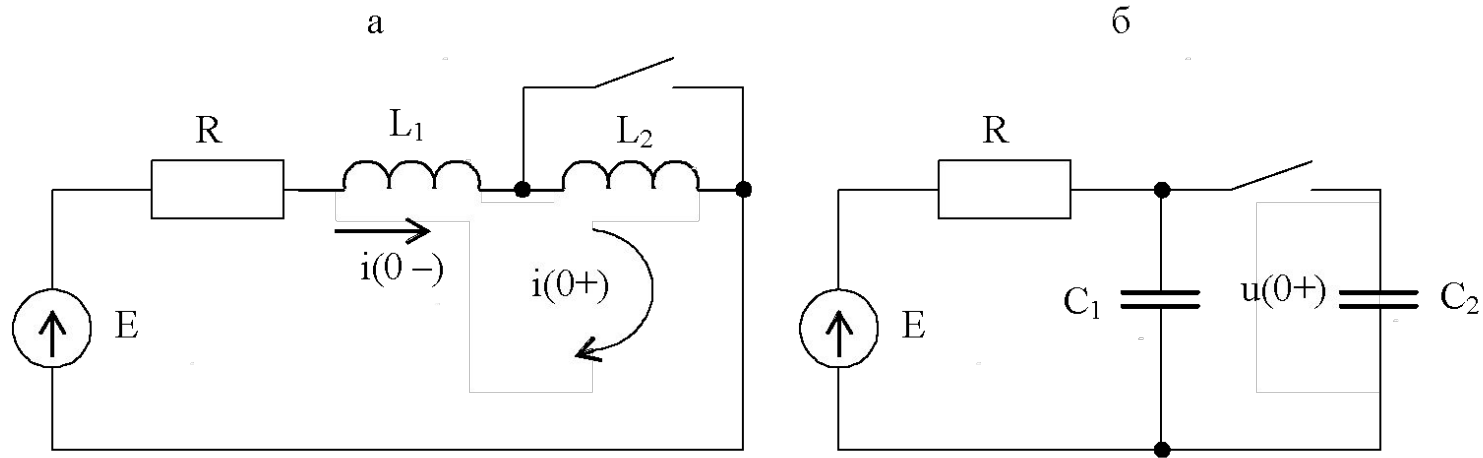 а
R
L₁
L₂
i(0 –)
i(0+)
E
б
R
C₁
u(0+)
C₂
E